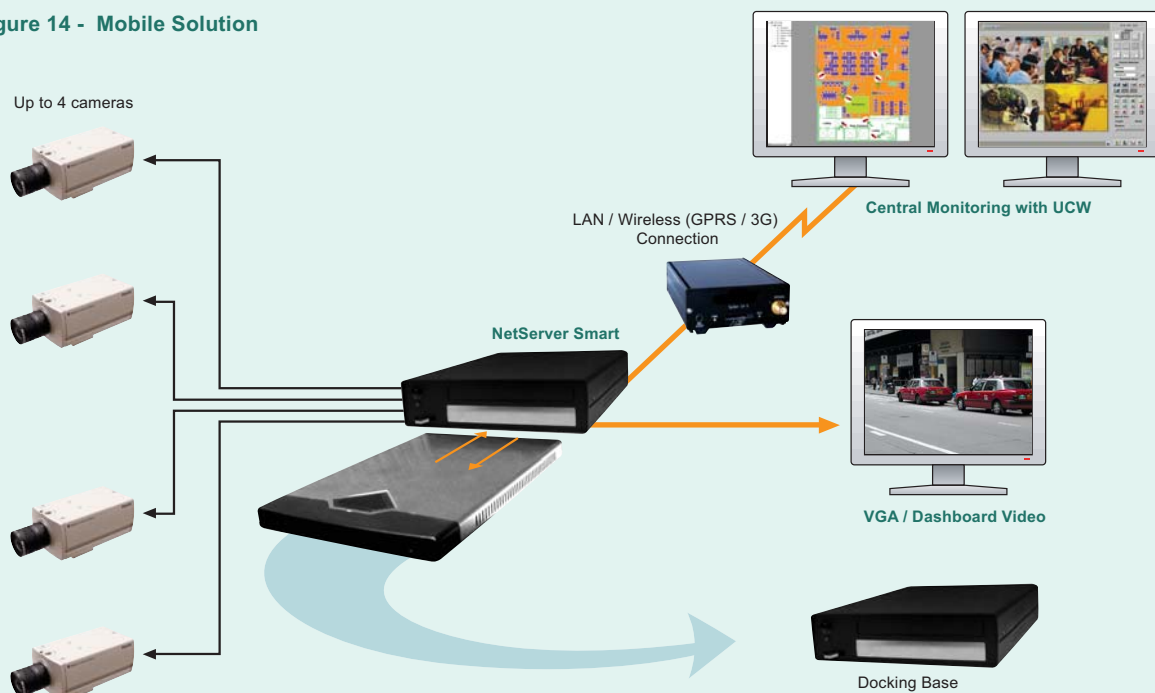 gure 14 - Mobile Solution
Up to 4 cameras
LAN / Wireless (GPRS / 3G)
Connection
Central Monitoring with UCW
NetServer Smart
VGA / Dashboard Video
Docking Base